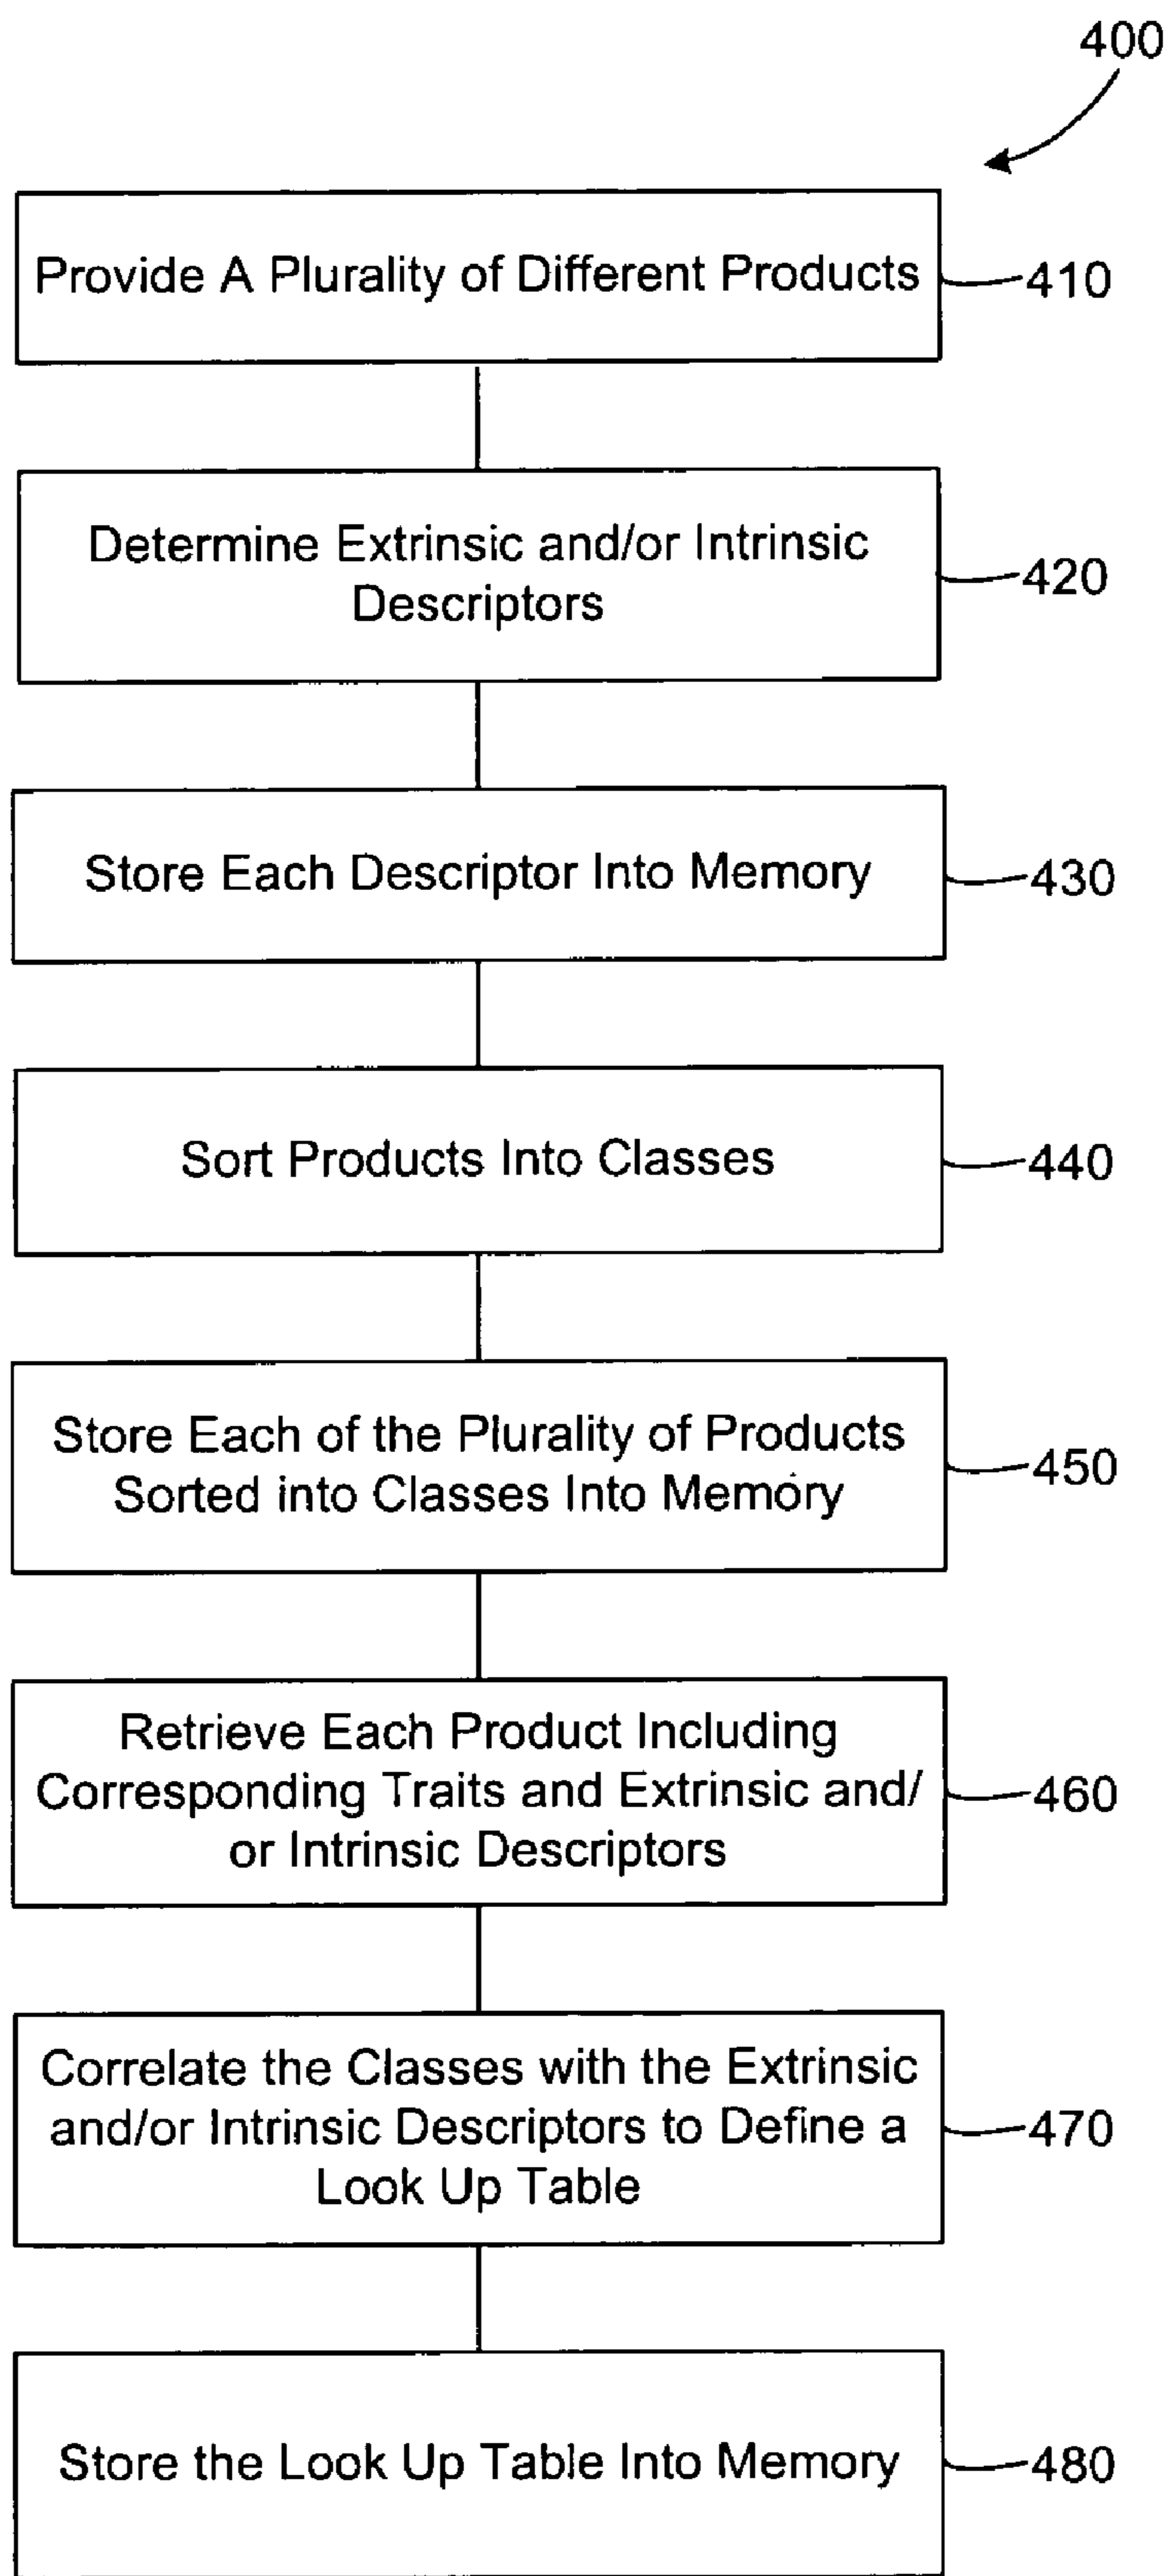 400
Provide A Plurality of Different Products
410
Determine Extrinsic and/or Intrinsic
Descriptors
420
Store Each Descriptor Into Memory
430
Sort Products Into Classes
440
Store Each of the Plurality of Products
Sorted into Classes Into Memory
450
Retrieve Each Product Including
Corresponding Traits and Extrinsic and/
or Intrinsic Descriptors
460
Correlate the Classes with the Extrinsic
and/or Intrinsic Descriptors to Define a
Look Up Table
470
Store the Look Up Table Into Memory
480